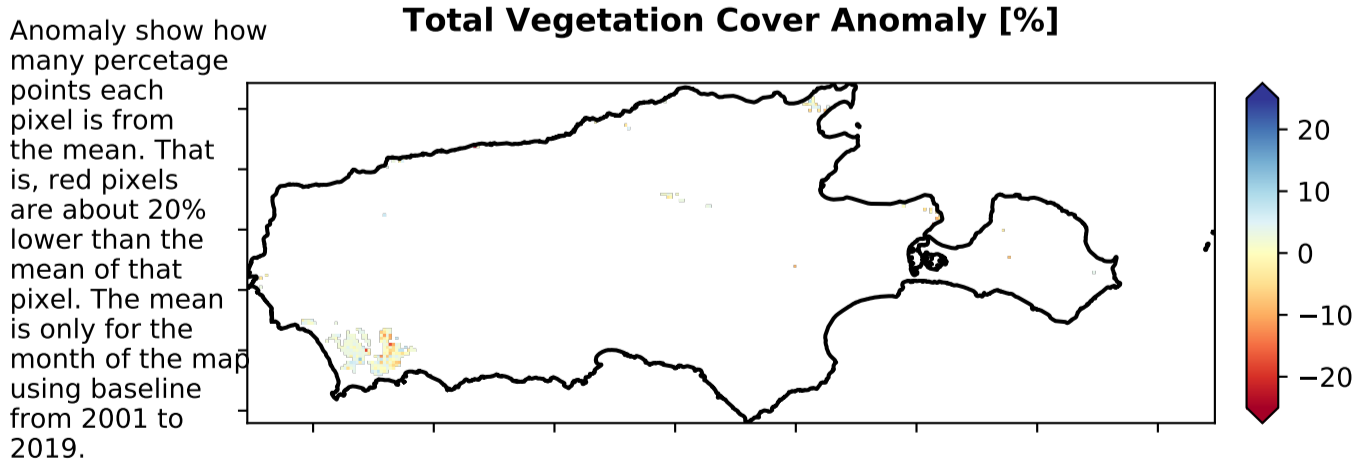 Total Vegetation Cover Anomaly [%]
Anomaly show how
many percetage
points each
pixel is from
the mean. That
is, red pixels
are about 20%
lower than the
mean of that
pixel. The mean
is only for the
month of the map
using baseline
from 2001 to
2019.
20
10
0
−10
−20